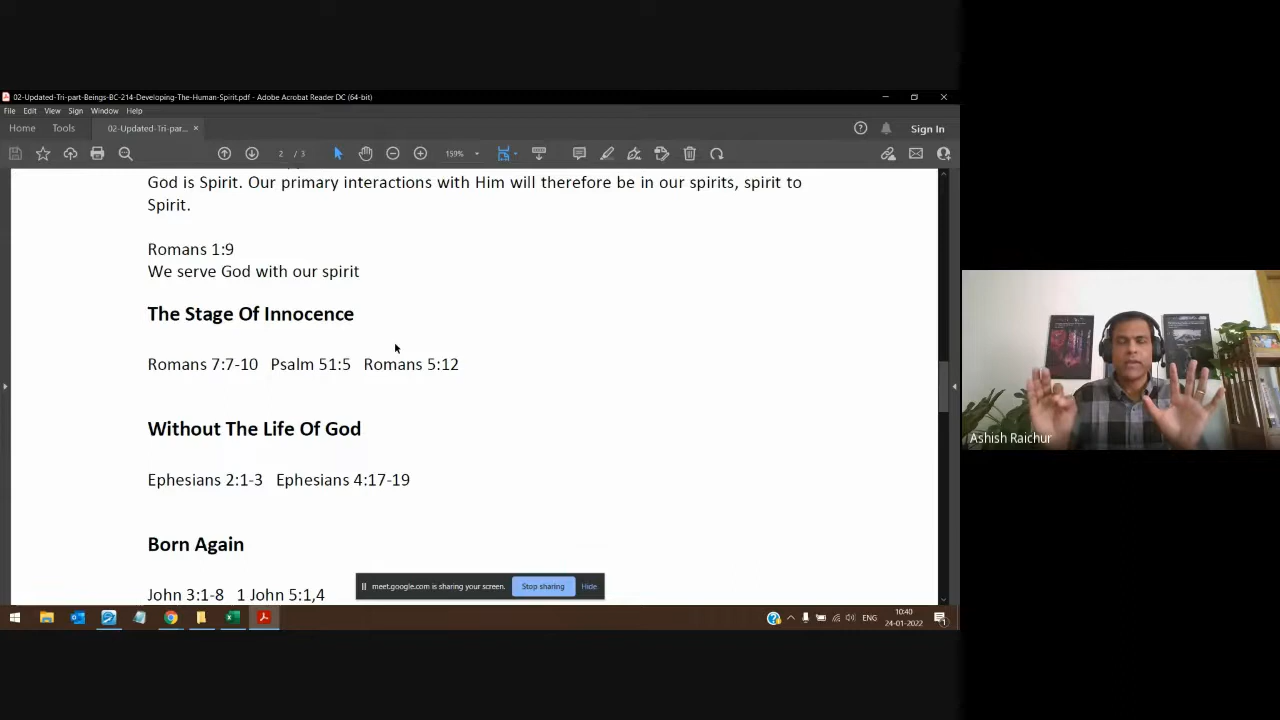 02-Updated-Tri-part-Beings-BC-214-Developing-The-Human-Spirit.pdf - Adobe Acrobat Reader DC (64-bit)
File Edit View Sign Window Help
Home Tools 02-Updated-Tri-par... × Sign In
2 / 3 159%
God is Spirit. Our primary interactions with Him will therefore be in our spirits, spirit to
Spirit.
Romans 1:9
We serve God with our spirit
The Stage Of Innocence
Romans 7:7-10 Psalm 51:5 Romans 5:12
Without The Life Of God
Ephesians 2:1-3 Ephesians 4:17-19
Born Again
John 3:1-8 1 John 5:1,4
meet.google.com is sharing your screen. Stop sharing Hide
ENG 10:40
24-01-2022
Ashish Raichur